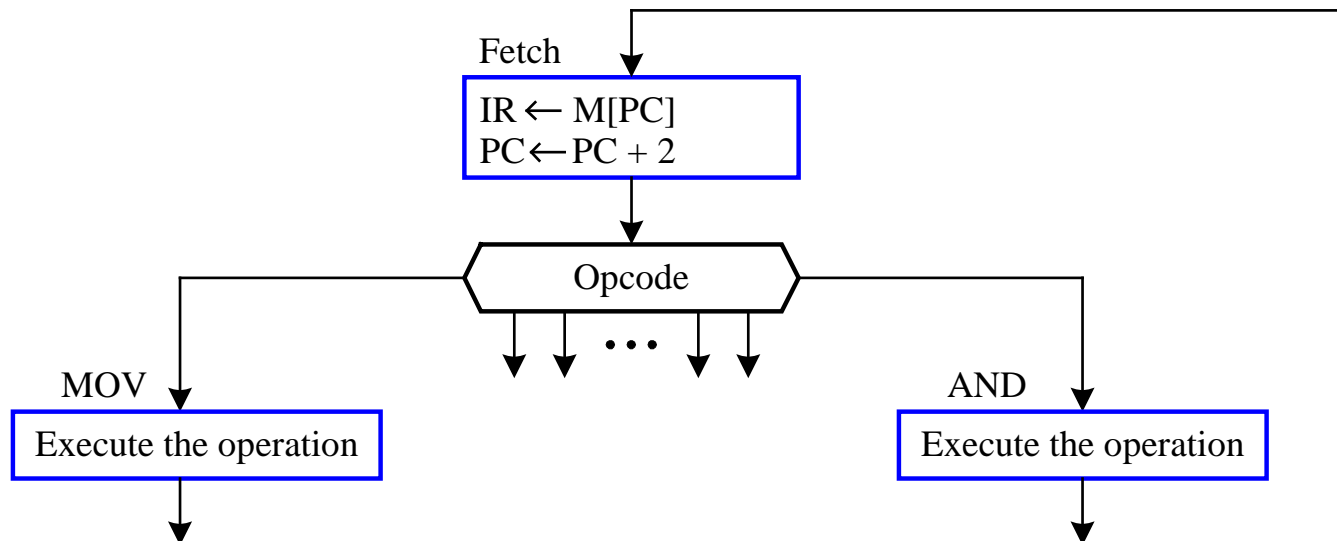 Fetch
IR ← M[PC]
PC ← PC + 2
Opcode
• • •
MOV
AND
Execute the operation
Execute the operation